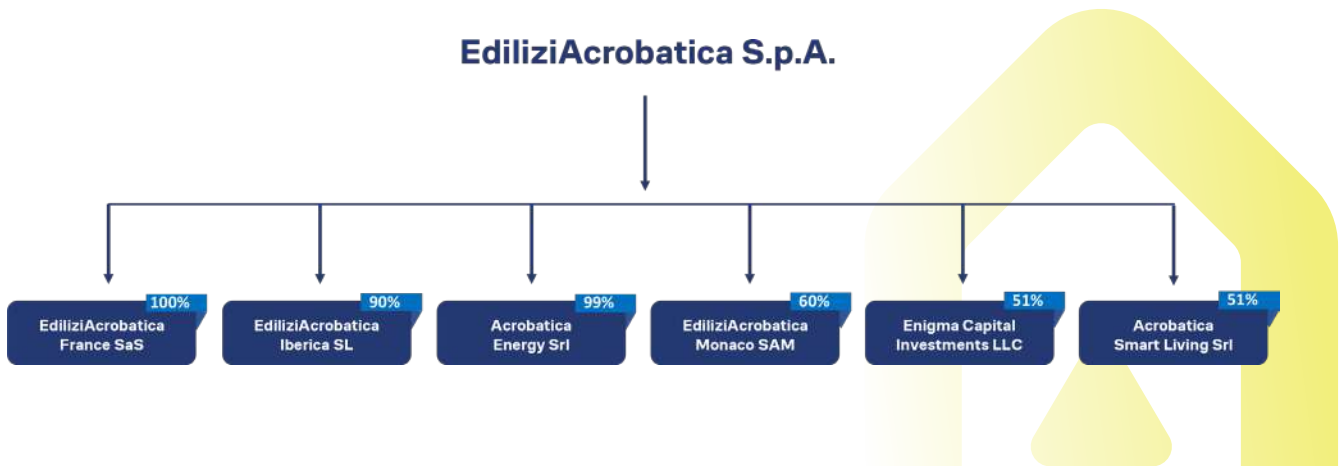 EdiliziAcrobatica S.p.A.
100%
EdiliziAcrobatica
France SaS
90%
EdiliziAcrobatica
Iberica SL
99%
Acrobatica
Energy Srl
60%
EdiliziAcrobatica
Monaco SAM
51%
Enigma Capital
Investments LLC
51%
Acrobatica
Smart Living Srl